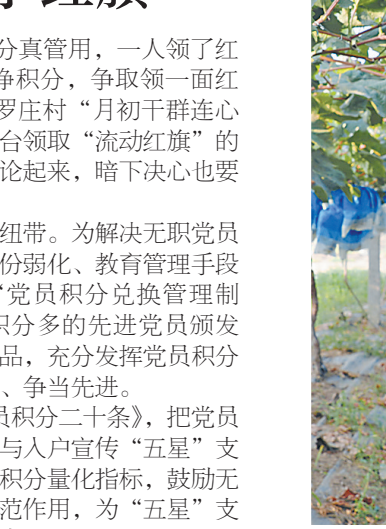 红旗
分真管用，一人领了红
争积分，争取领一面红
罗庄村“月初干群连心
台领取“流动红旗”的
论起来，暗下决心也要
纽带。为解决无职党员
份弱化、教育管理手段
“党员积分兑换管理制
积分多的先进党员颁发
品，充分发挥党员积分
、争当先进。
员积分二十条》，把党员
与入户宣传“五星”支
积分量化指标，鼓励无
范作用，为“五星”支